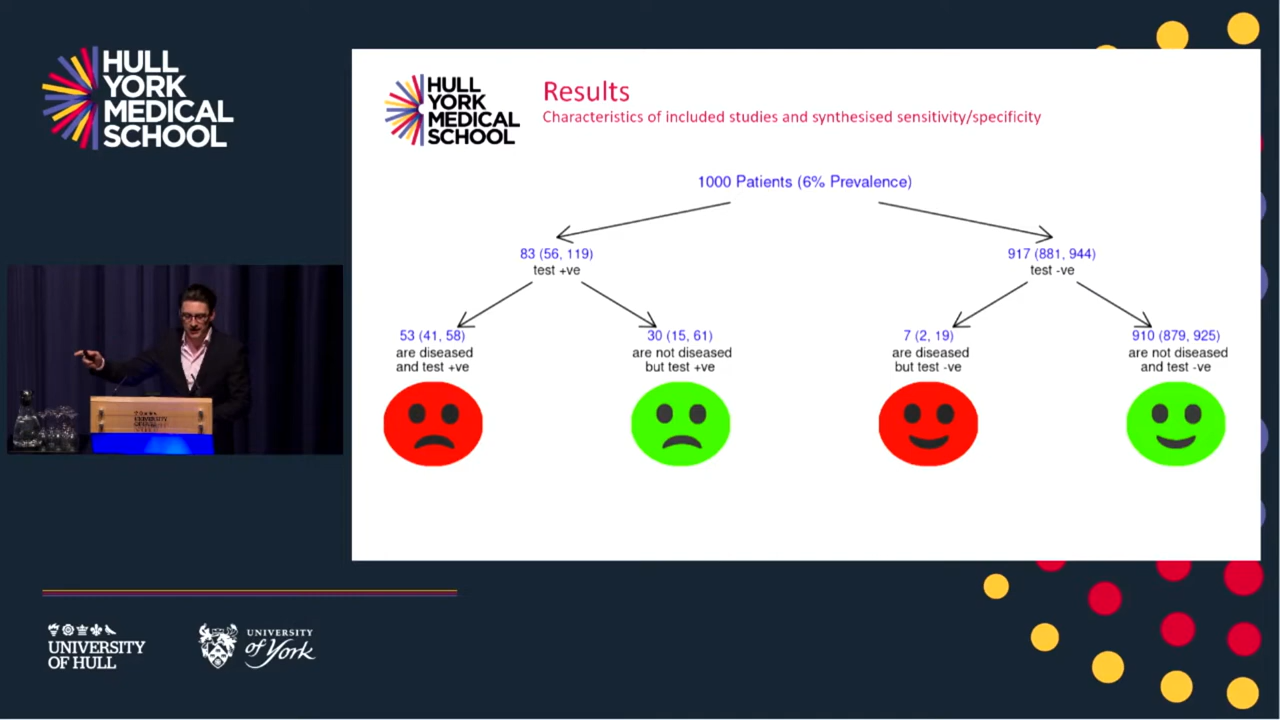 HULL
YORK
MEDICAL
SCHOOL
HULL
YORK
MEDICAL
SCHOOL
Results
Characteristics of included studies and synthesised sensitivity/specificity
1000 Patients (6% Prevalence)
83 (56, 119)
test +ve
917 (881, 944)
test -ve
53 (41, 58)
are diseased
and test +ve
30 (15, 61)
are not diseased
but test +ve
7 (2, 19)
are diseased
but test -ve
910 (879, 925)
are not diseased
and test -ve
UNIVERSITY
OF HULL
UNIVERSITY
of York